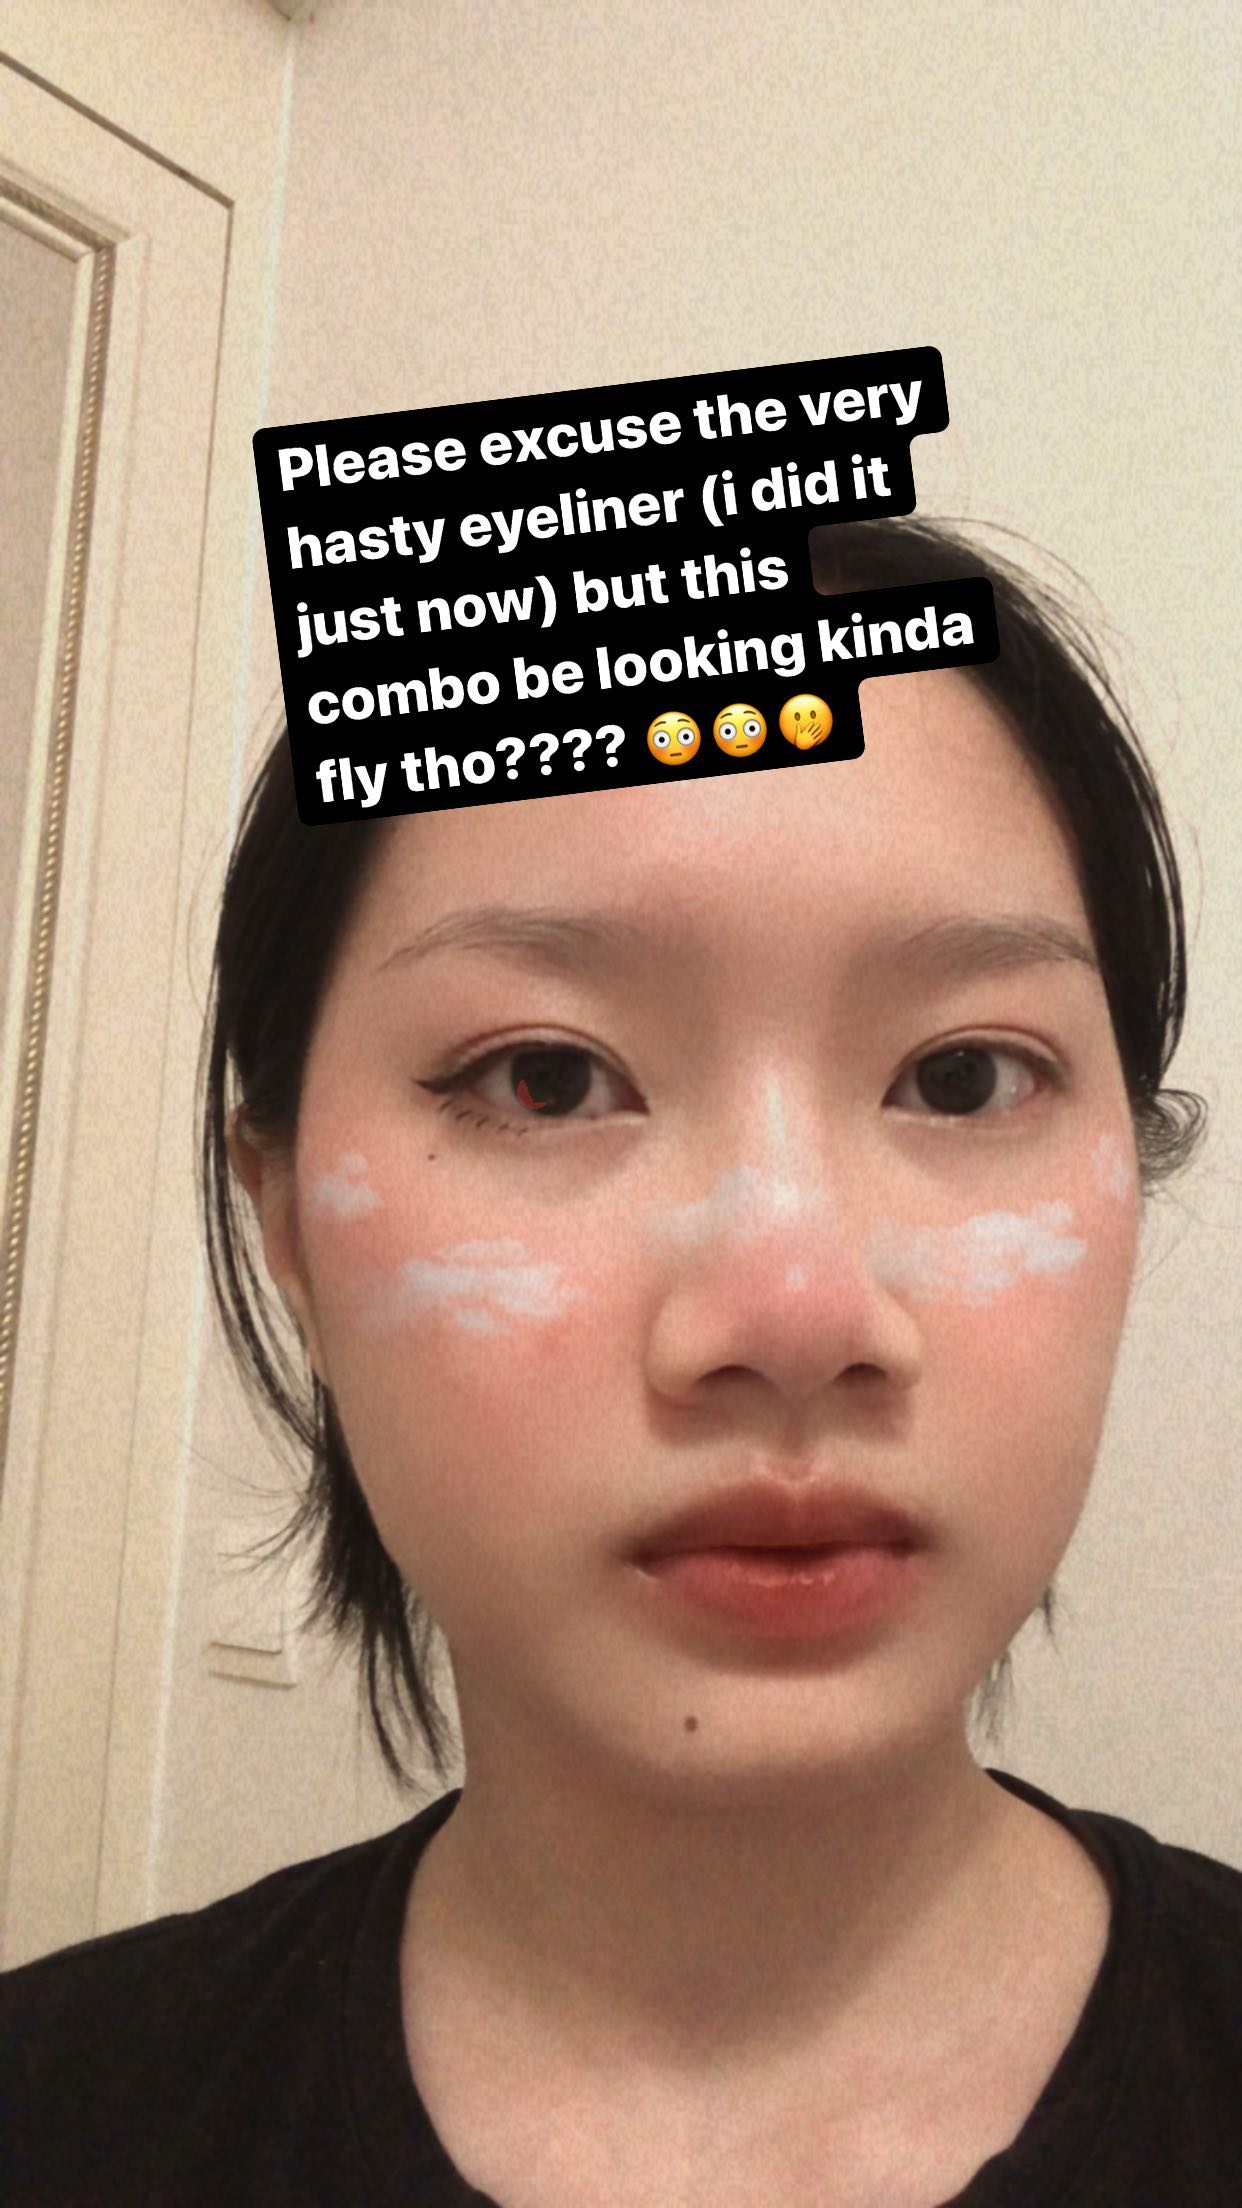 Please excuse the very
hasty eyeliner (i did it
just now) but this
combo be looking kinda
fly tho???? 😳😳🤭